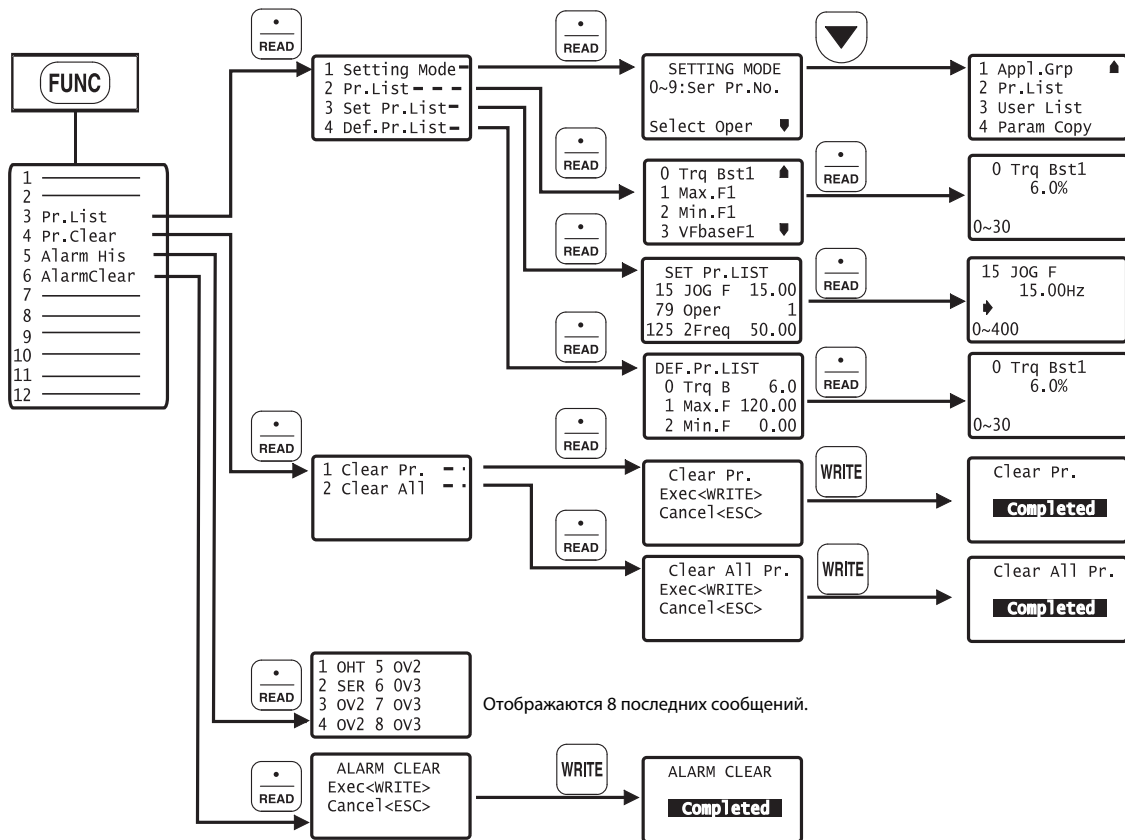 FUNC
1
2
3 Pr.List
4 Pr.Clear
5 Alarm His
6 AlarmClear
7
8
9
10
11
12
READ
1 Setting Mode
2 Pr.List
3 Set Pr.List
4 Def.Pr.List
READ
SETTING MODE
0~9:Ser Pr.No.
Select Oper
1 Appl.Grp
2 Pr.List
3 User List
4 Param Copy
READ
0 Trq Bst1
1 Max.F1
2 Min.F1
3 VFbaseF1
READ
0 Trq Bst1
6.0%
0~30
READ
SET Pr.LIST
15 JOG F 15.00
79 Oper 1
125 2Freq 50.00
READ
15 JOG F
15.00Hz
0~400
READ
DEF.Pr.LIST
0 Trq B 6.0
1 Max.F 120.00
2 Min.F 0.00
READ
0 Trq Bst1
6.0%
0~30
READ
1 Clear Pr.
2 Clear All
READ
Clear Pr.
Exec<WRITE>
Cancel<ESC>
WRITE
Clear Pr.
Completed
READ
Clear All Pr.
Exec<WRITE>
Cancel<ESC>
WRITE
Clear All Pr.
Completed
READ
1 OHT 5 OV2
2 SER 6 OV3
3 OV2 7 OV3
4 OV2 8 OV3
Отображаются 8 последних сообщений.
READ
ALARM CLEAR
Exec<WRITE>
Cancel<ESC>
WRITE
ALARM CLEAR
Completed